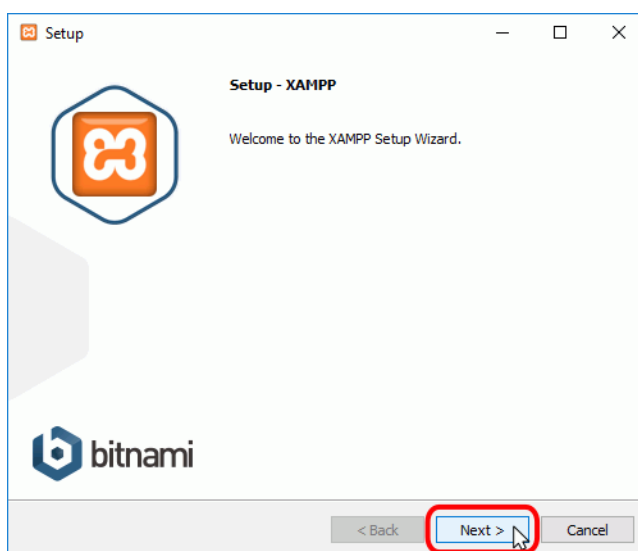 Setup
Setup - XAMPP
Welcome to the XAMPP Setup Wizard.
bitnami
< Back
Next >
Cancel